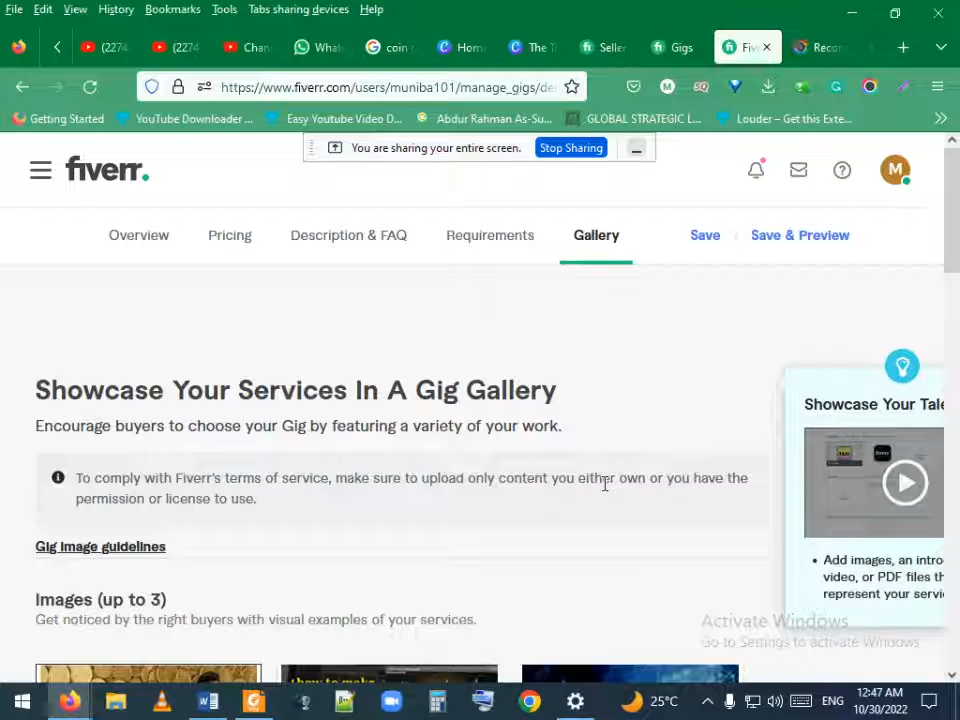 File Edit View History Bookmarks Tools Tabs sharing devices Help
(2274 (2274 Chan What coin Home The T Seller Gigs Fiv Recor
https://www.fiverr.com/users/muniba101/manage_gigs/de
Getting Started YouTube Downloader ... Easy Youtube Video D... Abdur Rahman As-Su... GLOBAL STRATEGIC L... Louder – Get this Exte...
You are sharing your entire screen. Stop Sharing
fiverr. M
Overview Pricing Description & FAQ Requirements Gallery Save Save & Preview
Showcase Your Services In A Gig Gallery
Encourage buyers to choose your Gig by featuring a variety of your work.
To comply with Fiverr's terms of service, make sure to upload only content you either own or you have the
permission or license to use.
Gig image guidelines
Images (up to 3)
Get noticed by the right buyers with visual examples of your services.
Showcase Your Tale
• Add images, an intro
video, or PDF files th
represent your servi
Activate Windows
Go to Settings to activate Windows.
how to make
25°C ENG 12:47 AM
10/30/2022